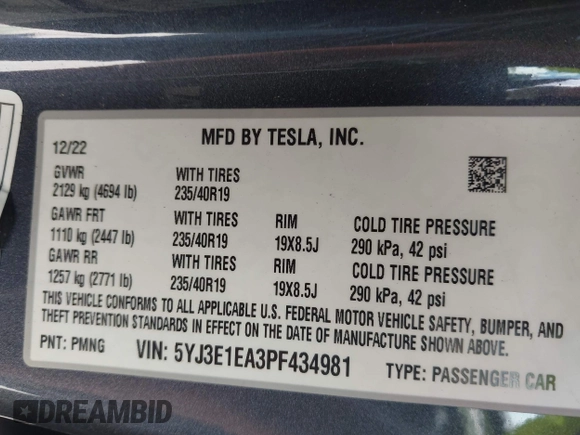 MFD BY TESLA, INC.
12/22
GVWR WITH TIRES
2129 kg (4694 lb) 235/40R19
GAWR FRT WITH TIRES RIM COLD TIRE PRESSURE
1110 kg (2447 lb) 235/40R19 19X8.5J 290 kPa, 42 psi
GAWR RR WITH TIRES RIM COLD TIRE PRESSURE
1257 kg (2771 lb) 235/40R19 19X8.5J 290 kPa, 42 psi
THIS VEHICLE CONFORMS TO ALL APPLICABLE U.S. FEDERAL MOTOR VEHICLE SAFETY, BUMPER, AND
THEFT PREVENTION STANDARDS IN EFFECT ON THE DATE OF MANUFACTURE SHOWN ABOVE.
PNT: PMNG VIN: 5YJ3E1EA3PF434981 TYPE: PASSENGER CAR
DREAMBID